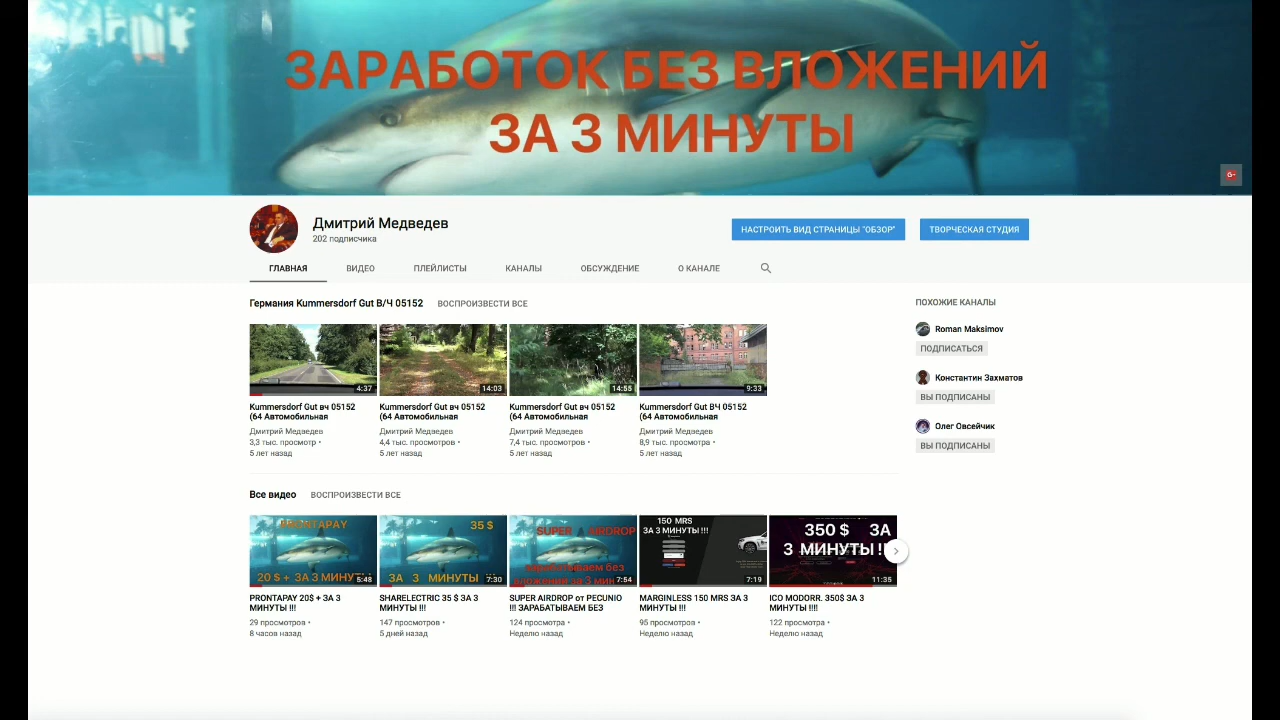 ЗАРАБОТОК БЕЗ ВЛОЖЕНИЙ
ЗА 3 МИНУТЫ
G+
Дмитрий Медведев
202 подписчика
НАСТРОИТЬ ВИД СТРАНИЦЫ "ОБЗОР"
ТВОРЧЕСКАЯ СТУДИЯ
ГЛАВНАЯ ВИДЕО ПЛЕЙЛИСТЫ КАНАЛЫ ОБСУЖДЕНИЕ О КАНАЛЕ
Германия Kummersdorf Gut В/Ч 05152 ВОСПРОИЗВЕСТИ ВСЕ
4:37
14:03
14:55
9:33
Kummersdorf Gut вч 05152
(64 Автомобильная
Дмитрий Медведев
3,3 тыс. просмотр •
5 лет назад
Kummersdorf Gut вч 05152
(64 Автомобильная
Дмитрий Медведев
4,4 тыс. просмотров •
5 лет назад
Kummersdorf Gut вч 05152
(64 Автомобильная
Дмитрий Медведев
7,4 тыс. просмотров •
5 лет назад
Kummersdorf Gut ВЧ 05152
(64 Автомобильная
Дмитрий Медведев
8,9 тыс. просмотра •
5 лет назад
ПОХОЖИЕ КАНАЛЫ
Roman Maksimov
ПОДПИСАТЬСЯ
Константин Захматов
ВЫ ПОДПИСАНЫ
Олег Овсейчик
ВЫ ПОДПИСАНЫ
Все видео ВОСПРОИЗВЕСТИ ВСЕ
PRONTAPAY
20 $ + ЗА 3 МИНУТЫ
5:48
PRONTAPAY 20$ + ЗА 3
МИНУТЫ !!!
29 просмотров •
8 часов назад
35 $
ЗА 3 МИНУТЫ
7:30
SHARELECTRIC 35 $ ЗА 3
МИНУТЫ !!!
147 просмотров •
5 дней назад
SUPER AIRDROP
зарабатываем без
вложений за 3 мин
7:54
SUPER AIRDROP от PECUNIO
!!! ЗАРАБАТЫВАЕМ БЕЗ
124 просмотра •
Неделю назад
150 MRS
ЗА 3 МИНУТЫ !!!
7:19
MARGINLESS 150 MRS ЗА 3
МИНУТЫ !!!
95 просмотров •
Неделю назад
350 $ ЗА
3 МИНУТЫ !!
11:35
ICO MODORR. 350$ ЗА 3
МИНУТЫ !!!!
122 просмотра •
Неделю назад